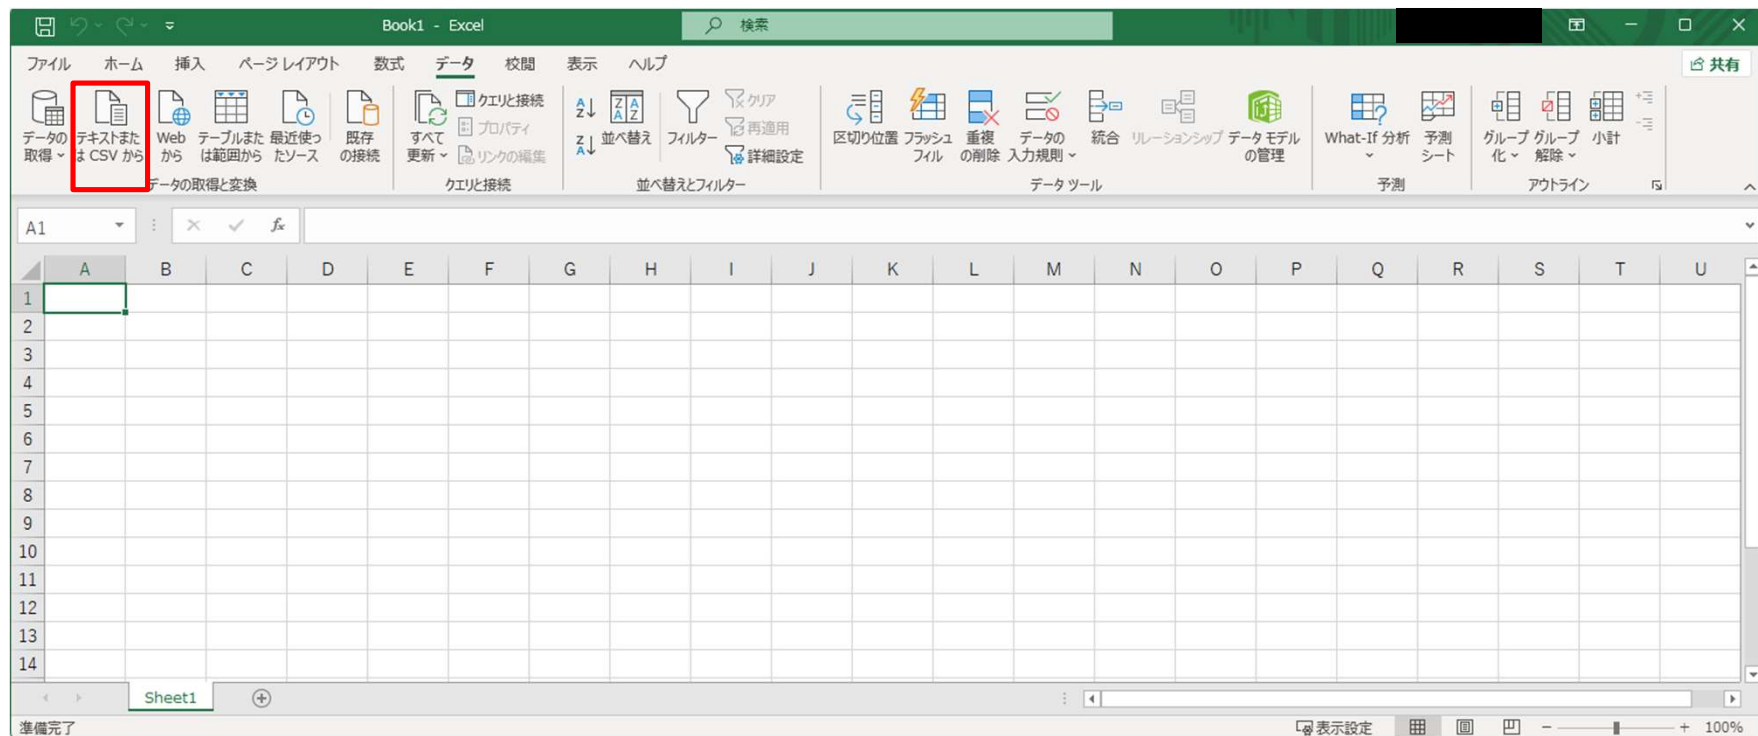 Book1 - Excel
検索
ファイル ホーム 挿入 ページ レイアウト 数式 データ 校閲 表示 ヘルプ
共有
データの
取得
テキストまた
は CSV から
Web
から
テーブルまた
は範囲から
最近使っ
たソース
既存
の接続
データの取得と変換
すべて
更新
クエリと接続
プロパティ
リンクの編集
クエリと接続
並べ替え
フィルター
クリア
再適用
詳細設定
並べ替えとフィルター
区切り位置
フラッシュ
フィル
重複
の削除
データの
入力規則
統合
リレーションシップ
データ モデル
の管理
データ ツール
What-If 分析
予測
シート
予測
グループ
化
グループ
解除
小計
アウトライン
A1
fx
A B C D E F G H I J K L M N O P Q R S T U
1
2
3
4
5
6
7
8
9
10
11
12
13
14
Sheet1
準備完了
表示設定
100%